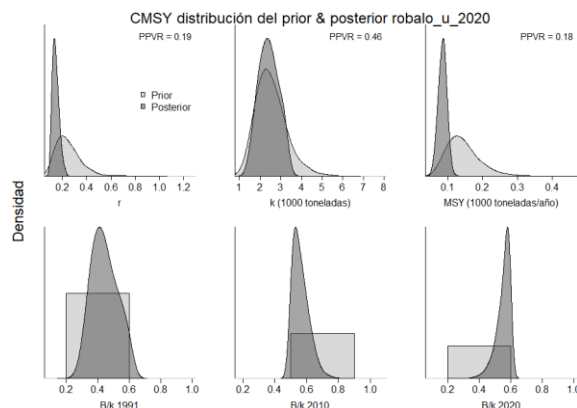 CMSY distribución del prior & posterior robalo_u_2020
PPVR = 0.19
PPVR = 0.46
PPVR = 0.18
Prior
Posterior
Densidad
0.2 0.4 0.6 0.8 1.0 1.2
r
1 2 3 4 5 6 7 8
k (1000 toneladas)
0.1 0.2 0.3 0.4
MSY (1000 toneladas/año)
0.2 0.4 0.6 0.8 1.0
B/k 1991
0.2 0.4 0.6 0.8 1.0
B/k 2010
0.2 0.4 0.6 0.8 1.0
B/k 2020